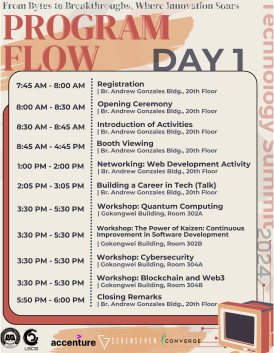 From Bytes to Breakthroughs, Where Innovation Soars
PROGRAM
FLOW
DAY 1
7:45 AM - 8:00 AM
Registration
| Br. Andrew Gonzales Bldg., 20th Floor
8:00 AM - 8:30 AM
Opening Ceremony
| Br. Andrew Gonzales Bldg., 20th Floor
8:30 AM - 8:45 AM
Introduction of Activities
| Br. Andrew Gonzales Bldg., 20th Floor
8:45 AM - 4:45 PM
Booth Viewing
| Br. Andrew Gonzales Bldg., 20th Floor
1:00 PM - 2:00 PM
Networking: Web Development Activity
| Br. Andrew Gonzales Bldg., 20th Floor
2:05 PM - 3:05 PM
Building a Career in Tech (Talk)
| Br. Andrew Gonzales Bldg., 20th Floor
3:30 PM - 5:30 PM
Workshop: Quantum Computing
| Gokongwei Building, Room 302A
3:30 PM - 5:30 PM
Workshop: The Power of Kaizen: Continuous
Improvement in Software Development
| Gokongwei Building, Room 302B
3:30 PM - 5:30 PM
Workshop: Cybersecurity
| Gokongwei Building, Room 304A
3:30 PM - 5:30 PM
Workshop: Blockchain and Web3
| Gokongwei Building, Room 304B
5:50 PM - 6:00 PM
Closing Remarks
| Br. Andrew Gonzales Bldg., 20th Floor
Technology Summit 2024
accenture
SEVENSEVEN
CONVERGE